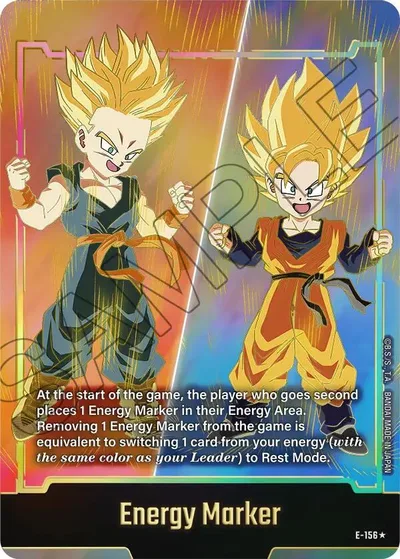 SAMPLE
At the start of the game, the player who goes second
places 1 Energy Marker in their Energy Area.
Removing 1 Energy Marker from the game is
equivalent to switching 1 card from your energy (with
the same color as your Leader) to Rest Mode.
©B.S./S., T.A. BANDAI MADE IN JAPAN
Energy Marker
E-156★